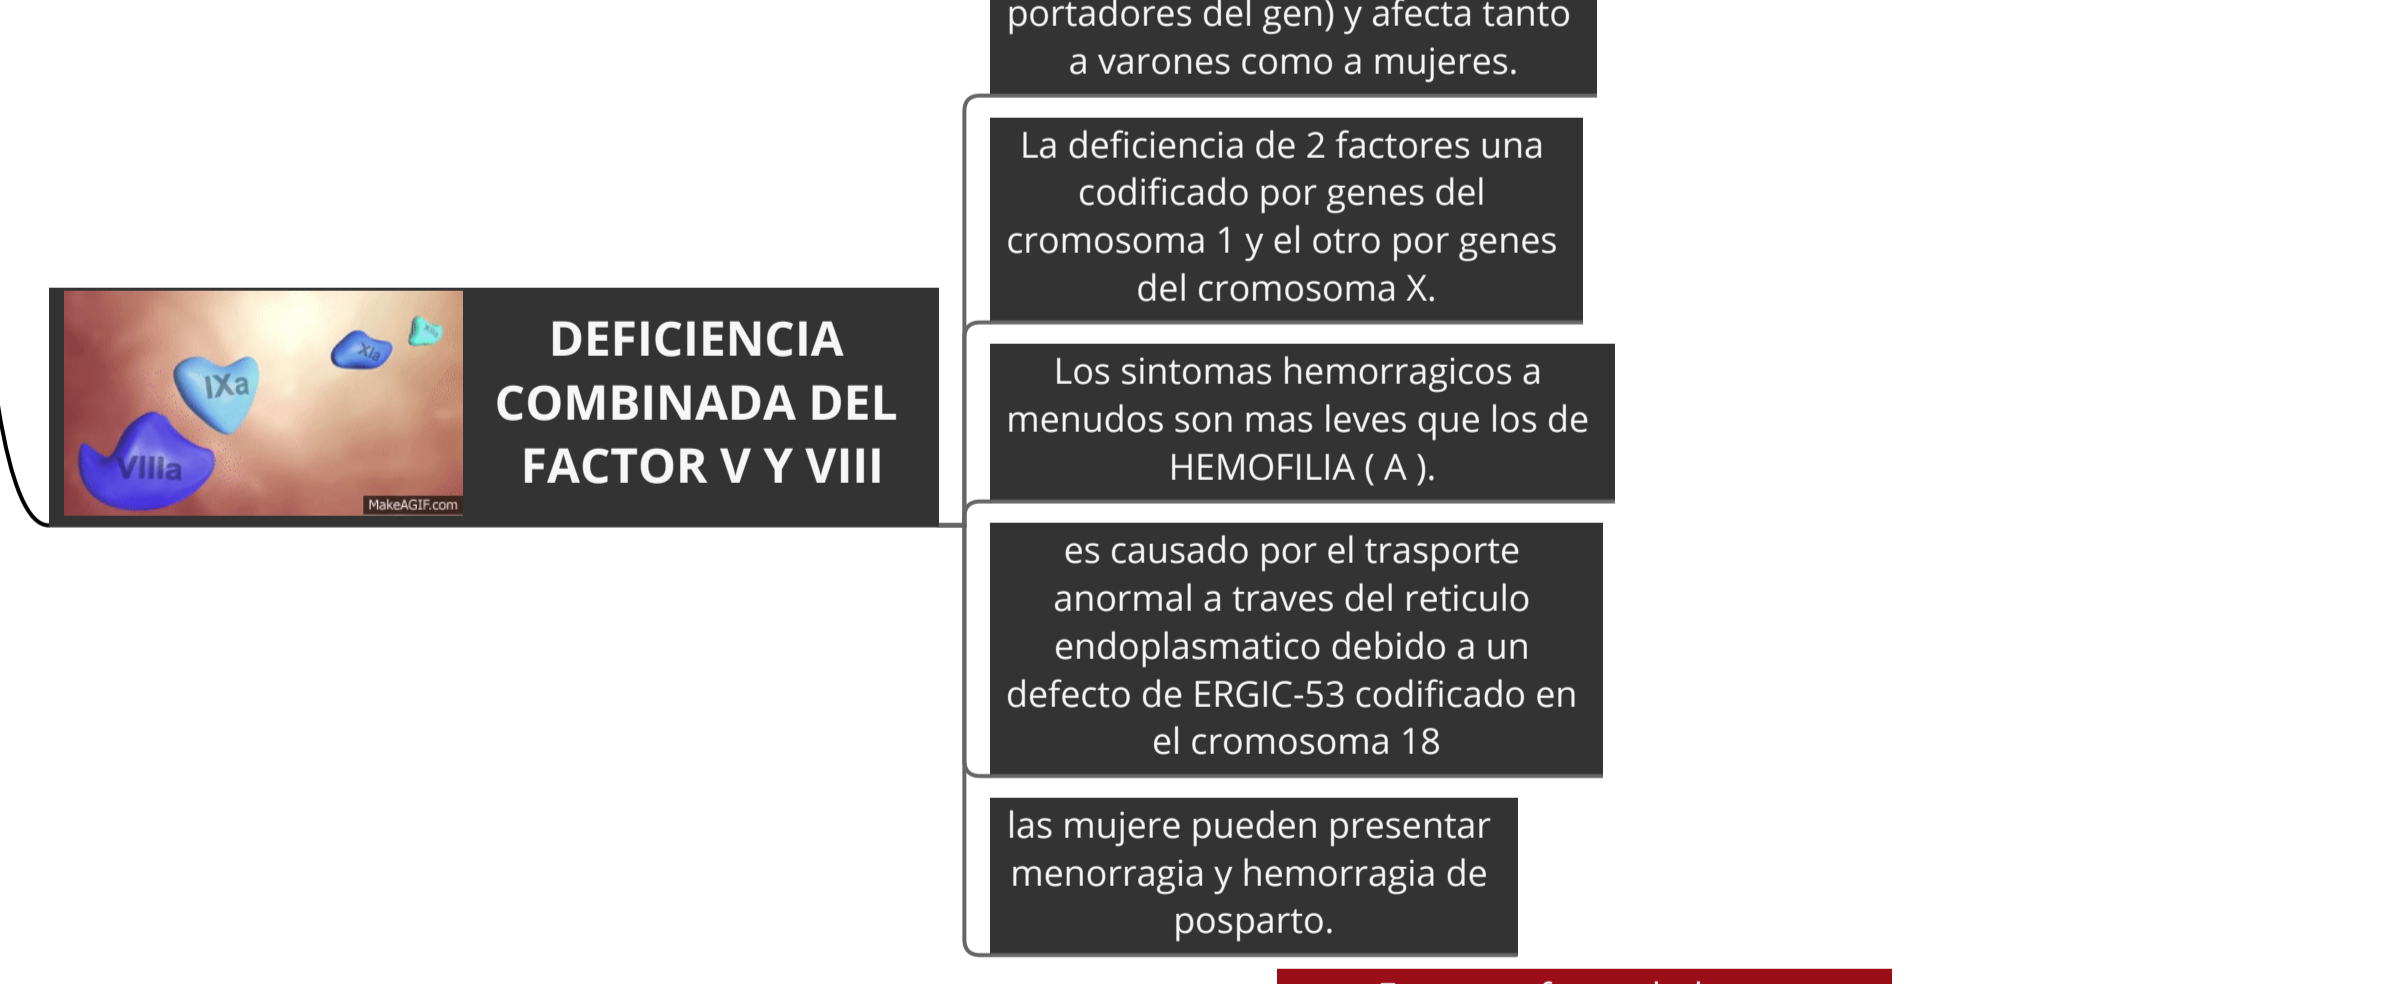 portadores del gen) y afecta tanto
a varones como a mujeres.
La deficiencia de 2 factores una
codificado por genes del
cromosoma 1 y el otro por genes
del cromosoma X.
DEFICIENCIA
COMBINADA DEL
FACTOR V Y VIII
IXa
XIa
VIIIa
MakeAGIF.com
Los sintomas hemorragicos a
menudos son mas leves que los de
HEMOFILIA ( A ).
es causado por el trasporte
anormal a traves del reticulo
endoplasmatico debido a un
defecto de ERGIC-53 codificado en
el cromosoma 18
las mujere pueden presentar
menorragia y hemorragia de
posparto.